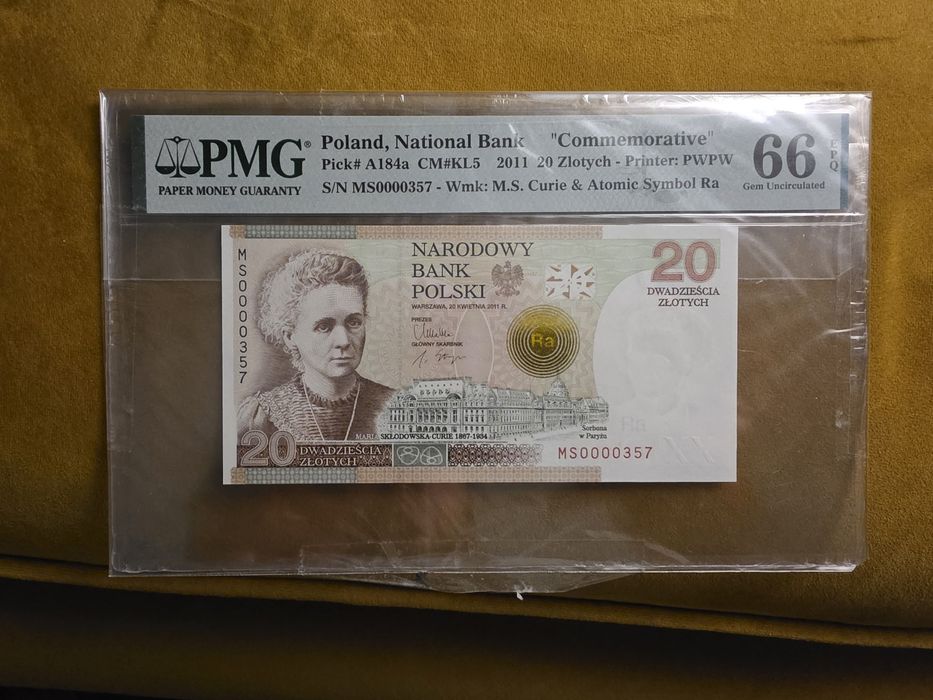 PMG®
PAPER MONEY GUARANTY
Poland, National Bank "Commemorative"
Pick# A184a CM#KL5 2011 20 Zlotych - Printer: PWPW
S/N MS0000357 - Wmk: M.S. Curie & Atomic Symbol Ra
66 EPQ
Gem Uncirculated
MS0000357
NARODOWY
BANK
POLSKI
WARSZAWA, 20 KWIETNIA 2011 R.
PREZES
GŁÓWNY SKARBNIK
20
DWADZIEŚCIA
ZŁOTYCH
Ra
MARIA SKŁODOWSKA-CURIE 1867-1934
Sorbona
w Paryżu
Ra
20 DWADZIEŚCIA
ZŁOTYCH
MS0000357